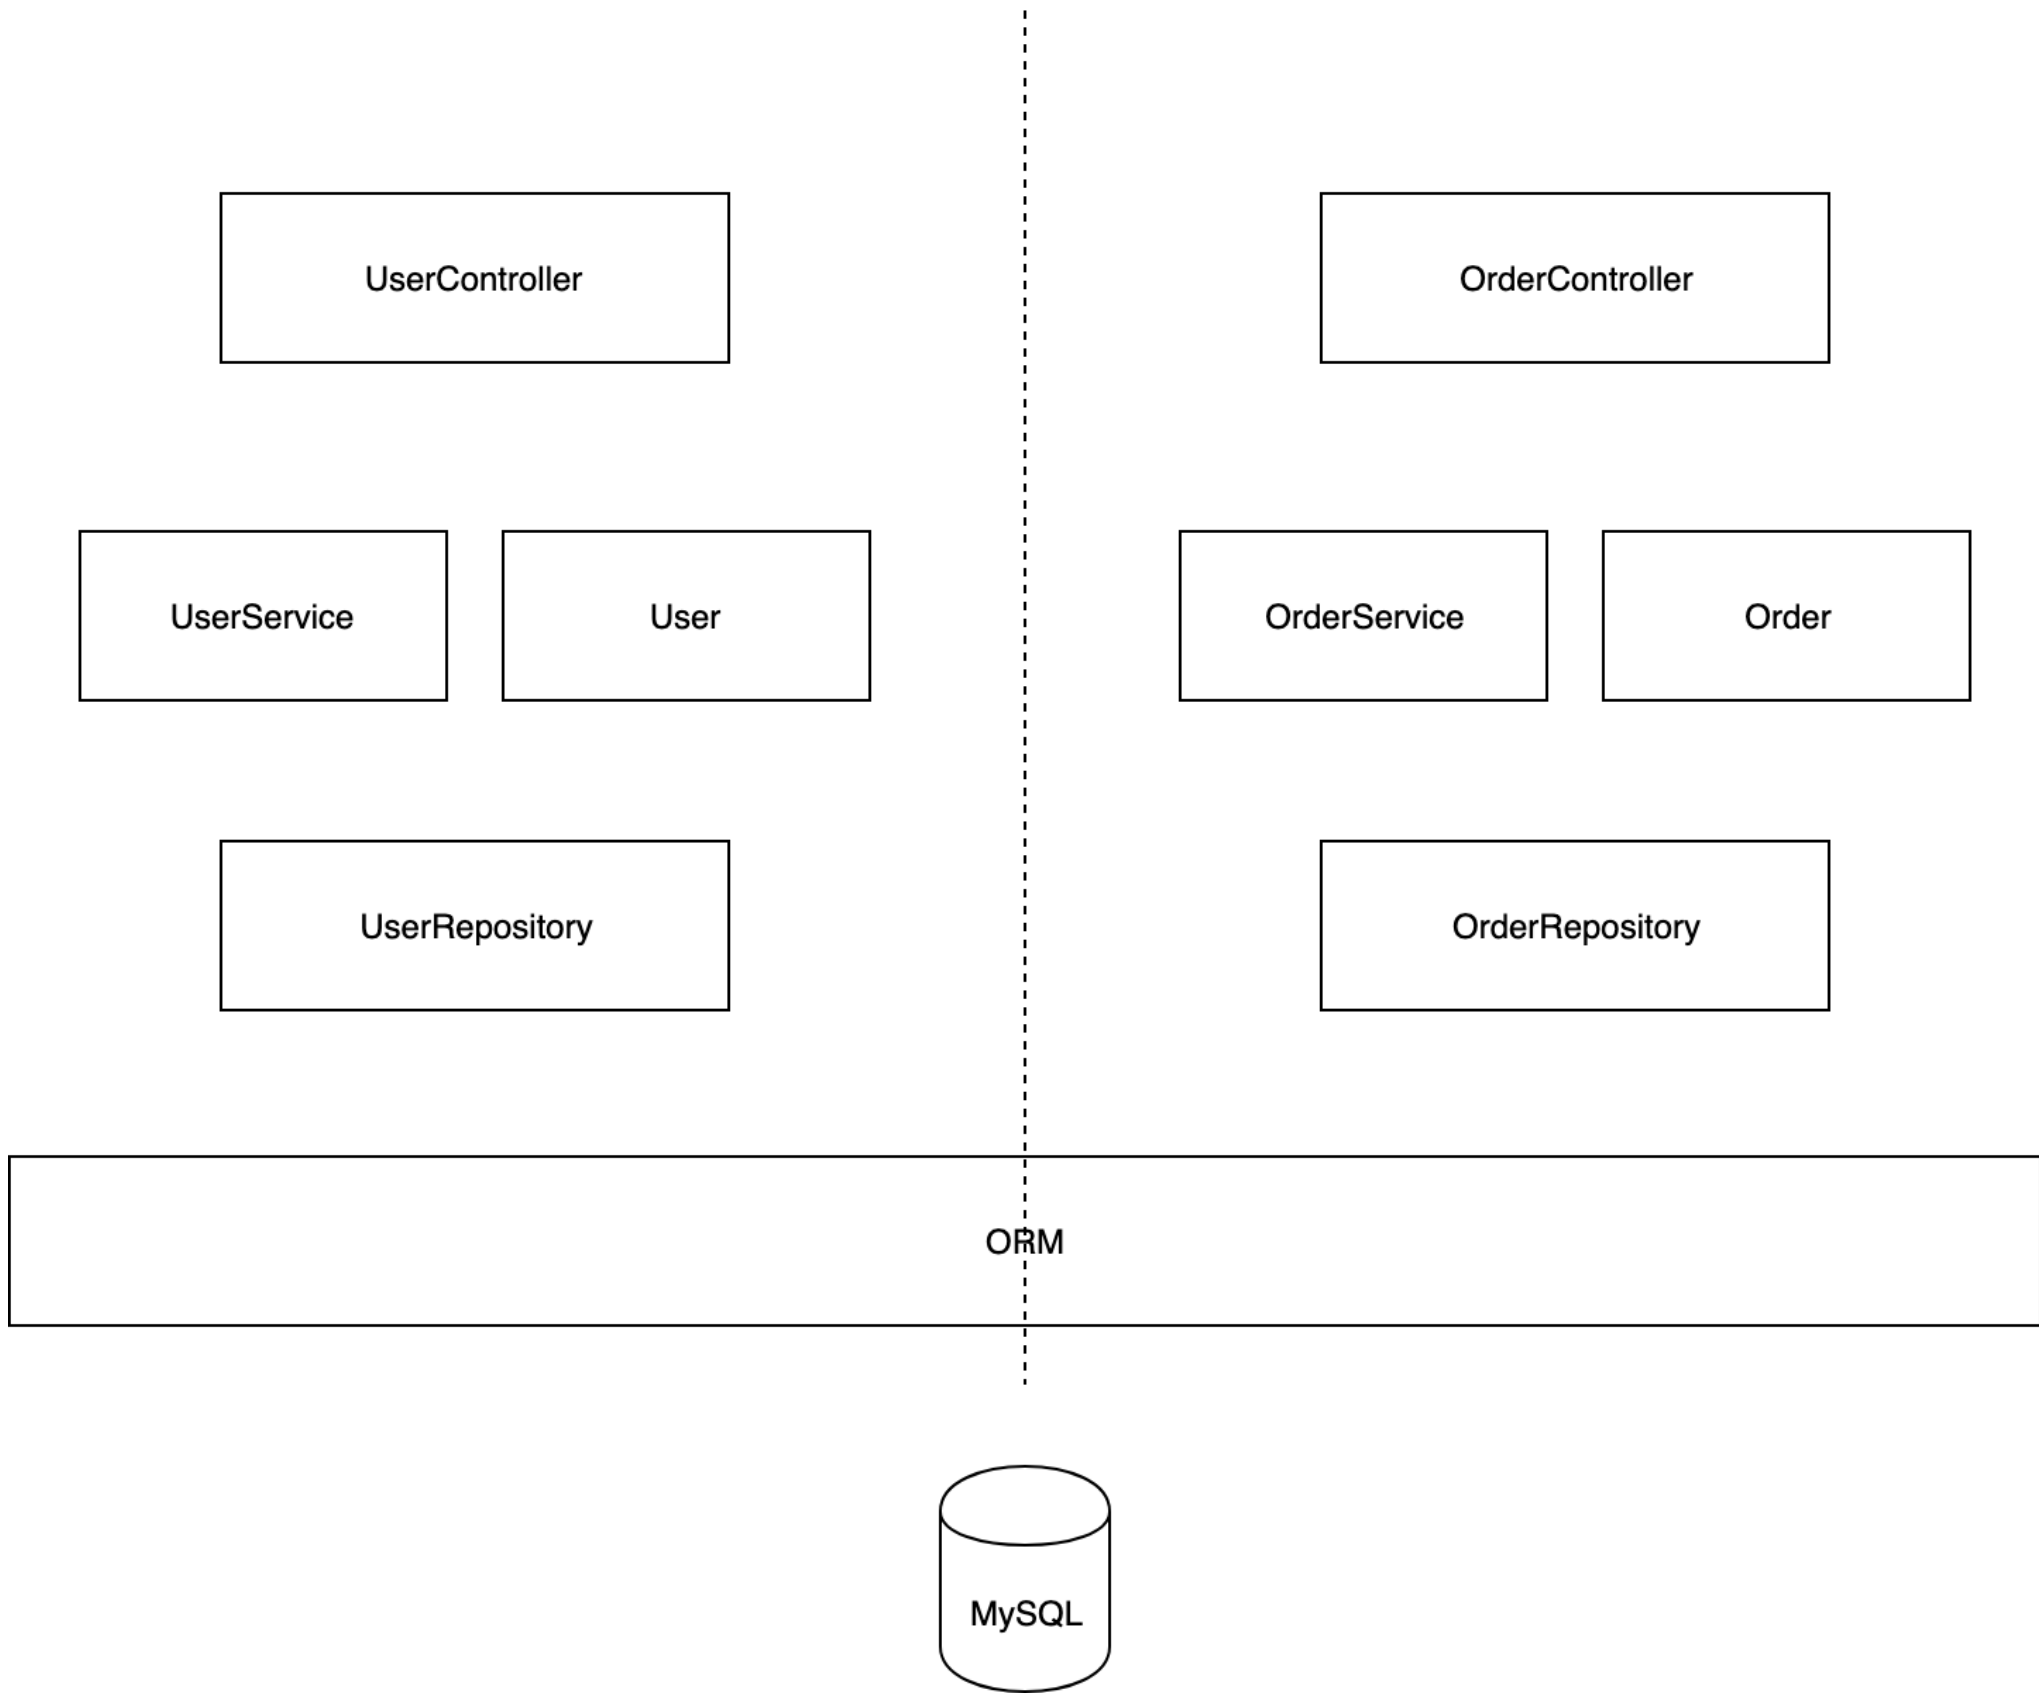 UserController
OrderController
UserService
User
OrderService
Order
UserRepository
OrderRepository
ORM
MySQL